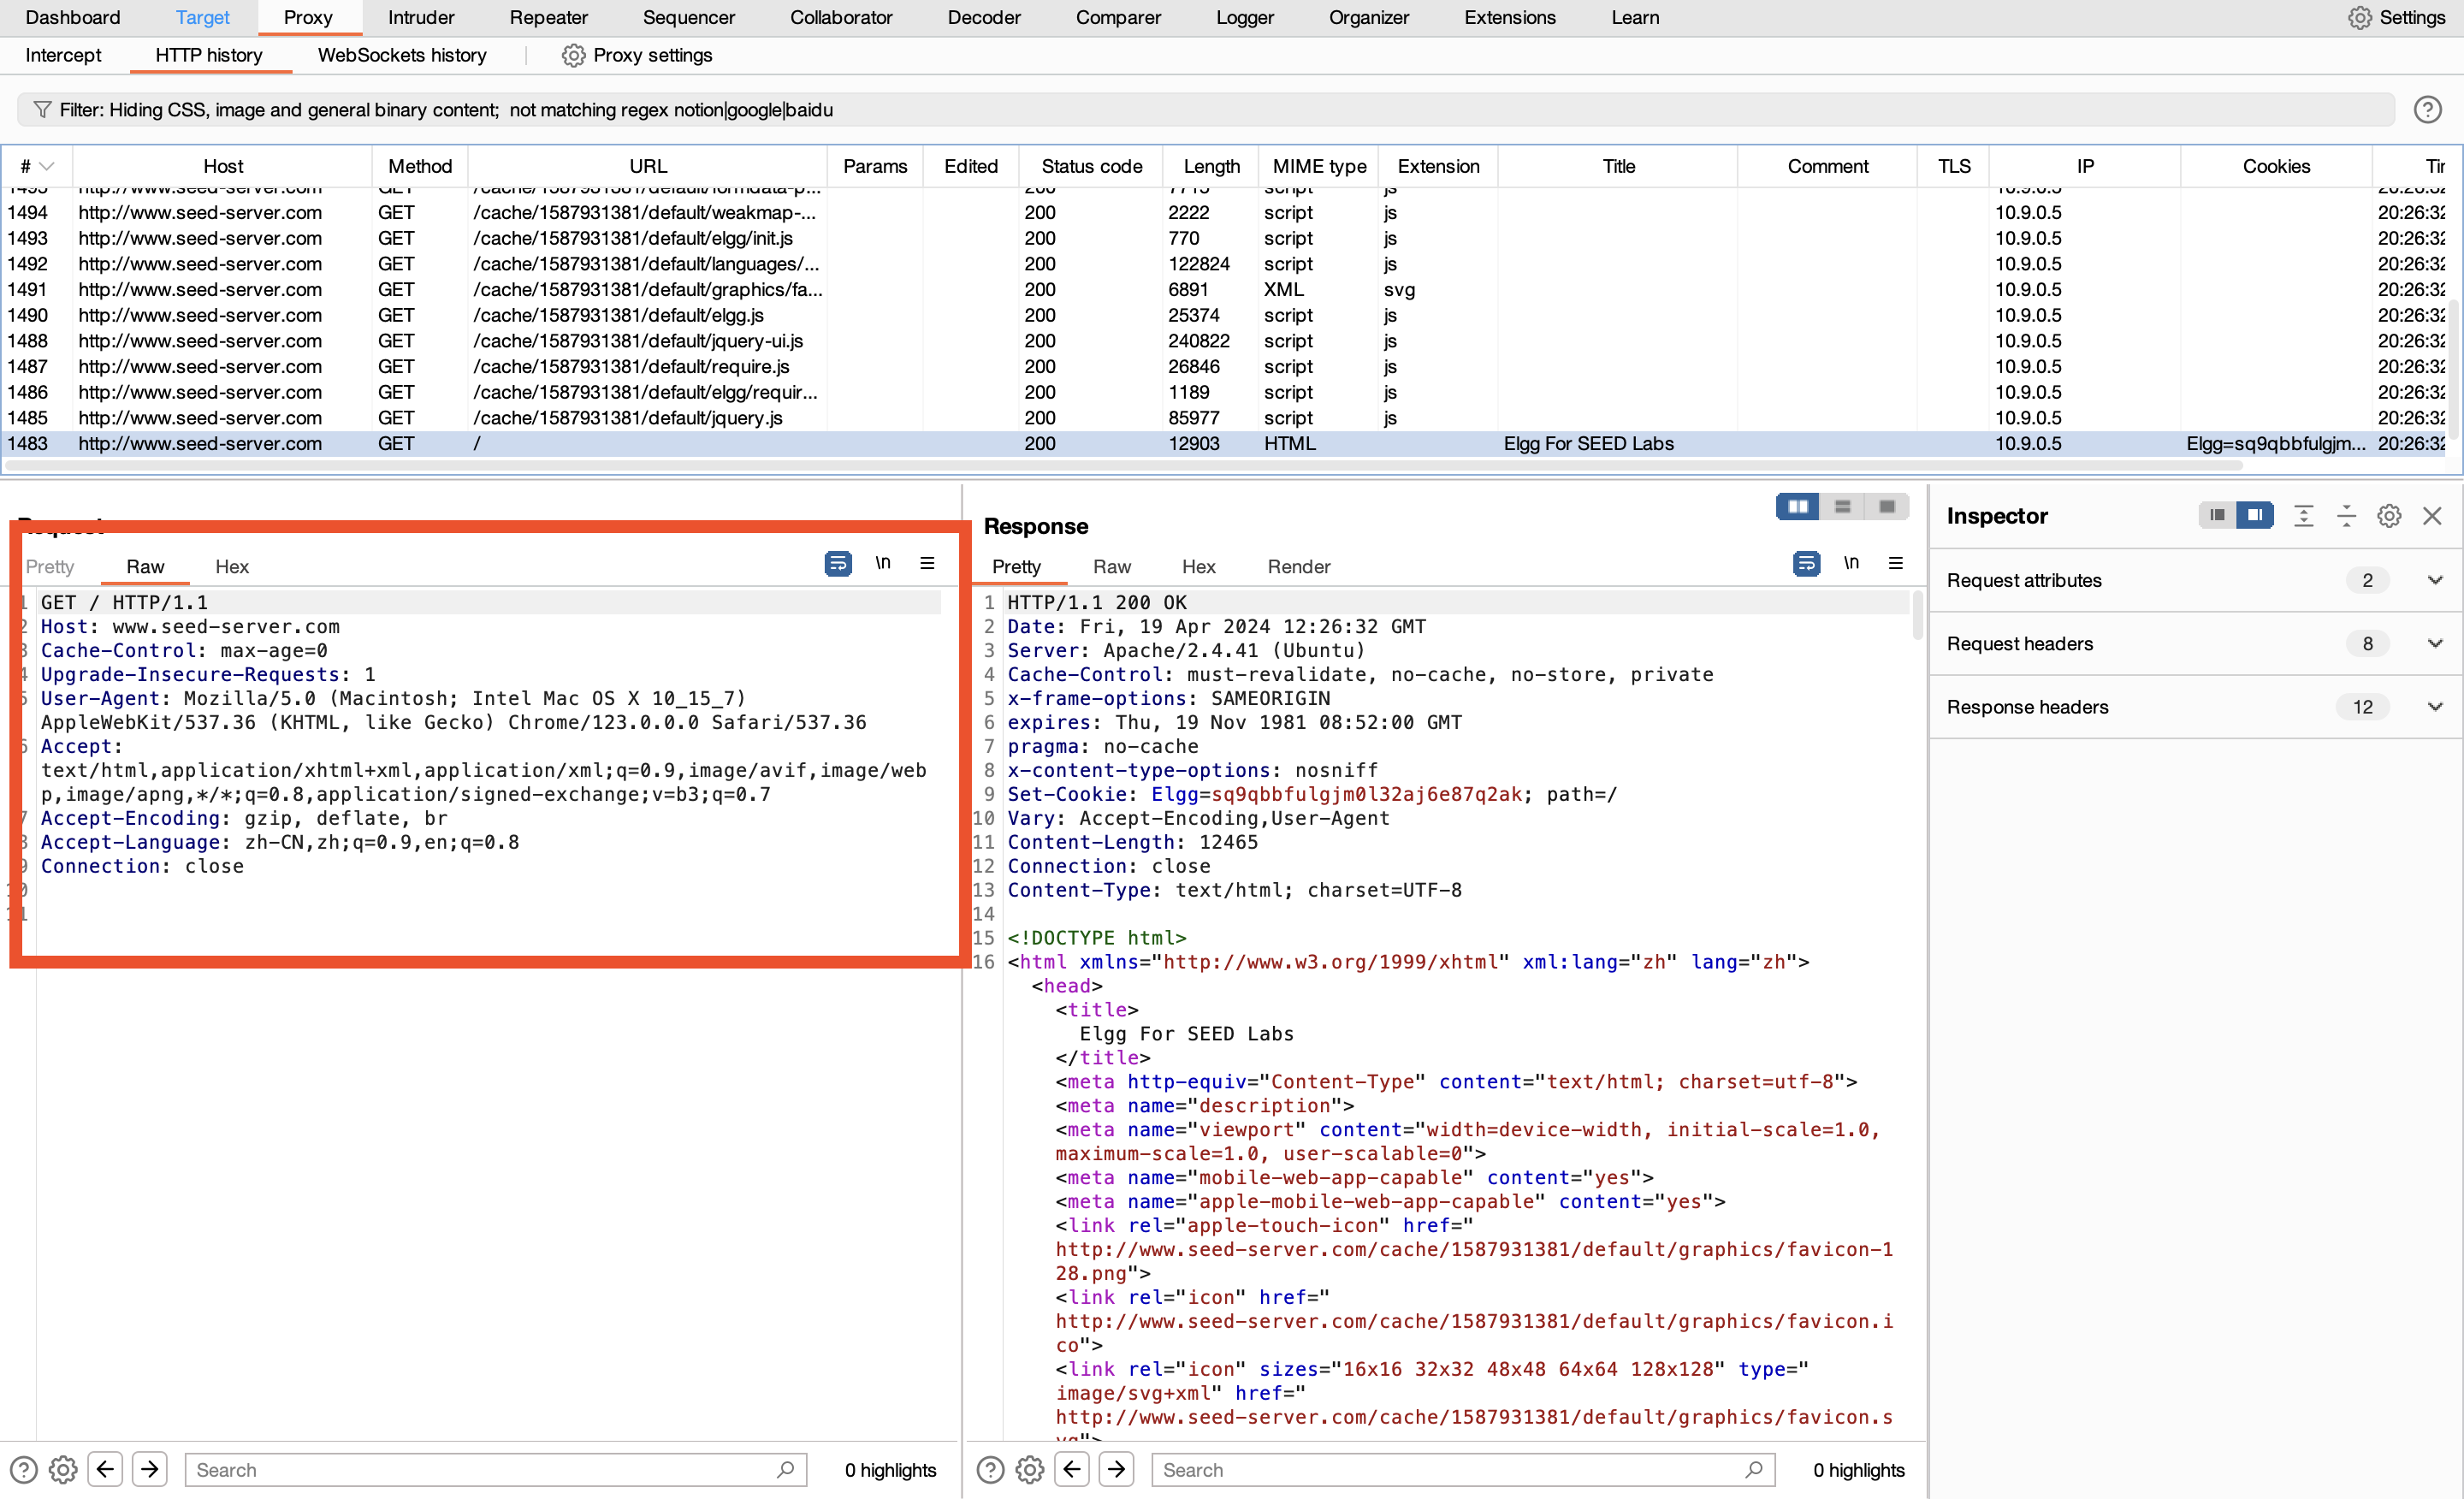 Dashboard Target Proxy Intruder Repeater Sequencer Collaborator Decoder Comparer Logger Organizer Extensions Learn Settings
Intercept HTTP history WebSockets history Proxy settings
Filter: Hiding CSS, image and general binary content; not matching regex notion|google|baidu
# Host Method URL Params Edited Status code Length MIME type Extension Title Comment TLS IP Cookies
1494 http://www.seed-server.com GET /cache/1587931381/default/weakmap-... 200 2222 script js 10.9.0.5 20:26:32
1493 http://www.seed-server.com GET /cache/1587931381/default/elgg/init.js 200 770 script js 10.9.0.5 20:26:32
1492 http://www.seed-server.com GET /cache/1587931381/default/languages/... 200 122824 script js 10.9.0.5 20:26:32
1491 http://www.seed-server.com GET /cache/1587931381/default/graphics/fa... 200 6891 XML svg 10.9.0.5 20:26:32
1490 http://www.seed-server.com GET /cache/1587931381/default/elgg.js 200 25374 script js 10.9.0.5 20:26:32
1488 http://www.seed-server.com GET /cache/1587931381/default/jquery-ui.js 200 240822 script js 10.9.0.5 20:26:32
1487 http://www.seed-server.com GET /cache/1587931381/default/require.js 200 26846 script js 10.9.0.5 20:26:32
1486 http://www.seed-server.com GET /cache/1587931381/default/elgg/requir... 200 1189 script js 10.9.0.5 20:26:32
1485 http://www.seed-server.com GET /cache/1587931381/default/jquery.js 200 85977 script js 10.9.0.5 20:26:32
1483 http://www.seed-server.com GET / 200 12903 HTML Elgg For SEED Labs 10.9.0.5 Elgg=sq9qbbfulgjm... 20:26:32
Pretty Raw Hex \n
GET / HTTP/1.1
Host: www.seed-server.com
Cache-Control: max-age=0
Upgrade-Insecure-Requests: 1
User-Agent: Mozilla/5.0 (Macintosh; Intel Mac OS X 10_15_7)
AppleWebKit/537.36 (KHTML, like Gecko) Chrome/123.0.0.0 Safari/537.36
Accept:
text/html,application/xhtml+xml,application/xml;q=0.9,image/avif,image/web
p,image/apng,*/*;q=0.8,application/signed-exchange;v=b3;q=0.7
Accept-Encoding: gzip, deflate, br
Accept-Language: zh-CN,zh;q=0.9,en;q=0.8
Connection: close
Search 0 highlights
Response
Pretty Raw Hex Render \n
1 HTTP/1.1 200 OK
2 Date: Fri, 19 Apr 2024 12:26:32 GMT
3 Server: Apache/2.4.41 (Ubuntu)
4 Cache-Control: must-revalidate, no-cache, no-store, private
5 x-frame-options: SAMEORIGIN
6 expires: Thu, 19 Nov 1981 08:52:00 GMT
7 pragma: no-cache
8 x-content-type-options: nosniff
9 Set-Cookie: Elgg=sq9qbbfulgjm0l32aj6e87q2ak; path=/
10 Vary: Accept-Encoding,User-Agent
11 Content-Length: 12465
12 Connection: close
13 Content-Type: text/html; charset=UTF-8
14
15 <!DOCTYPE html>
16 <html xmlns="http://www.w3.org/1999/xhtml" xml:lang="zh" lang="zh">
<head>
<title>
Elgg For SEED Labs
</title>
<meta http-equiv="Content-Type" content="text/html; charset=utf-8">
<meta name="description">
<meta name="viewport" content="width=device-width, initial-scale=1.0,
maximum-scale=1.0, user-scalable=0">
<meta name="mobile-web-app-capable" content="yes">
<meta name="apple-mobile-web-app-capable" content="yes">
<link rel="apple-touch-icon" href="
http://www.seed-server.com/cache/1587931381/default/graphics/favicon-1
28.png">
<link rel="icon" href="
http://www.seed-server.com/cache/1587931381/default/graphics/favicon.i
co">
<link rel="icon" sizes="16x16 32x32 48x48 64x64 128x128" type="
image/svg+xml" href="
http://www.seed-server.com/cache/1587931381/default/graphics/favicon.s
Search 0 highlights
Inspector
Request attributes 2
Request headers 8
Response headers 12